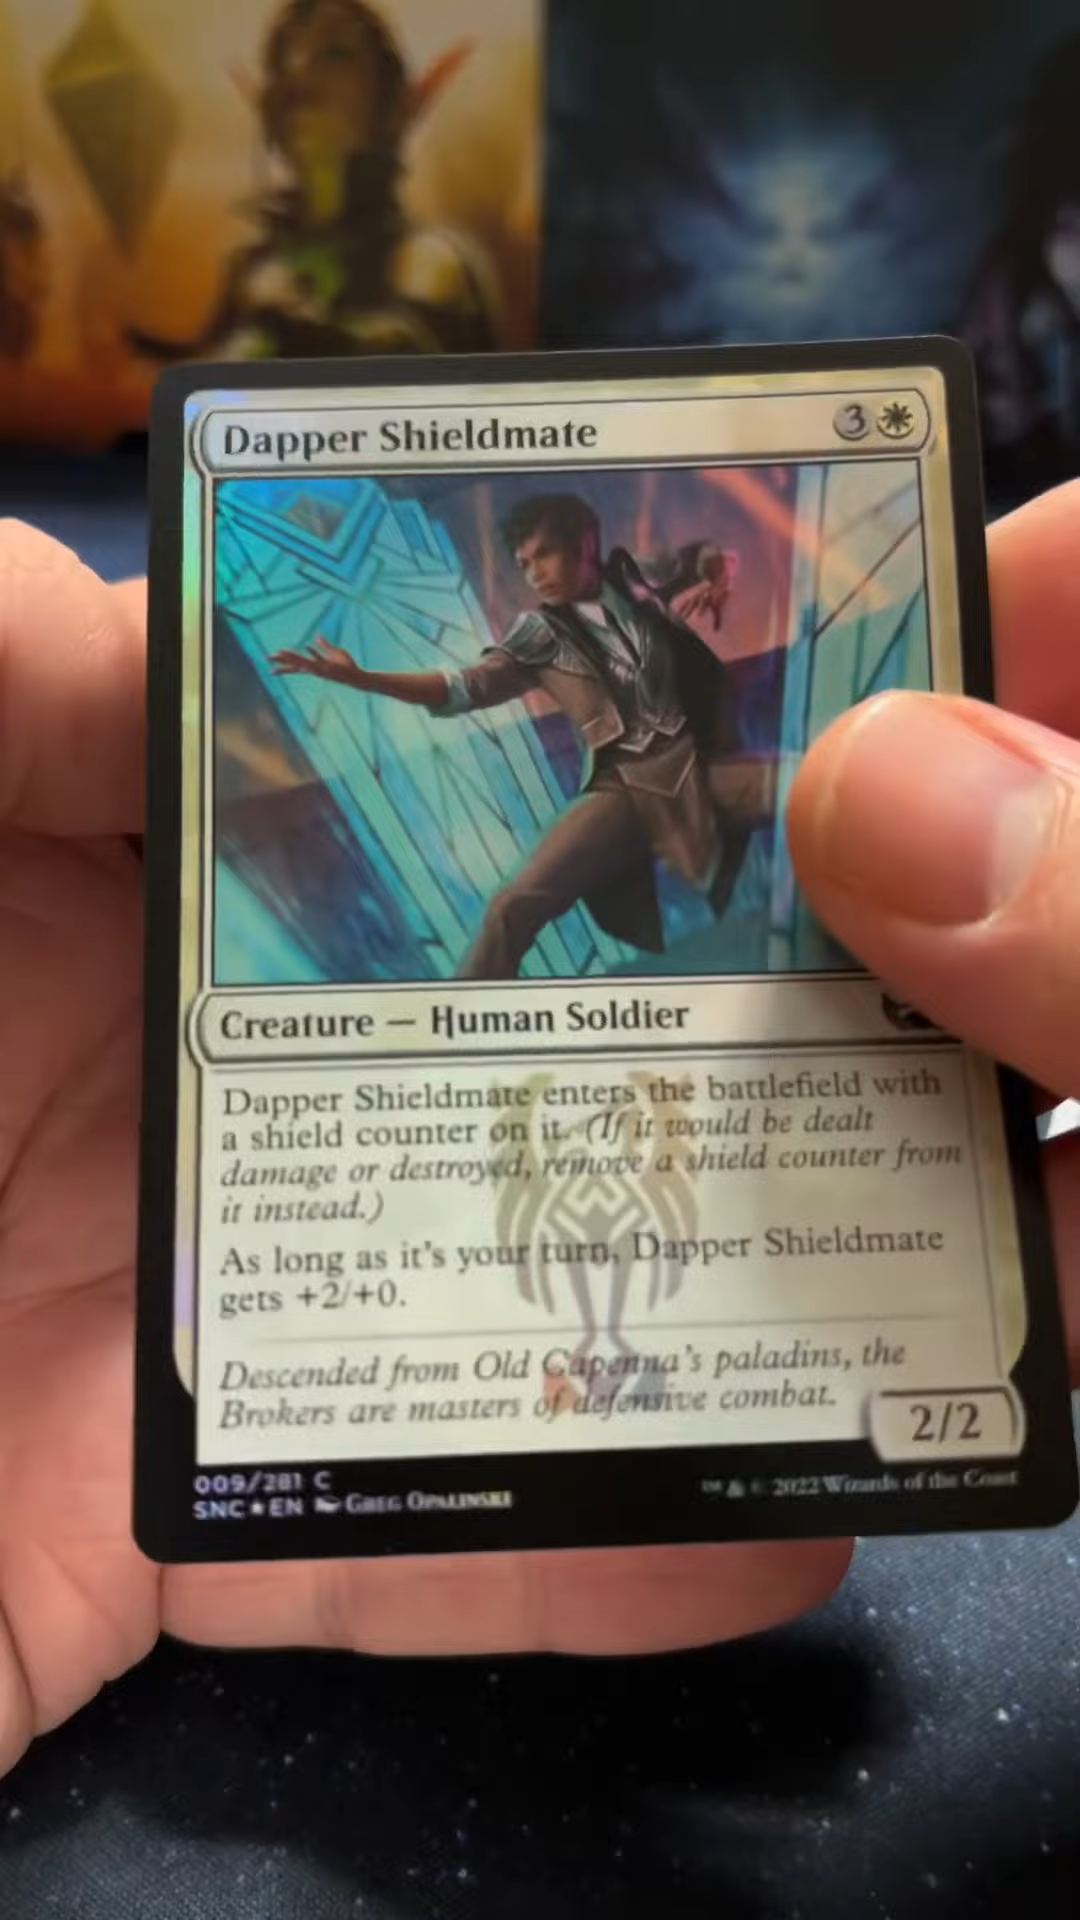 Dapper Shieldmate 3
Creature — Human Soldier
Dapper Shieldmate enters the battlefield with
a shield counter on it. (If it would be dealt
damage or destroyed, remove a shield counter from
it instead.)
As long as it's your turn, Dapper Shieldmate
gets +2/+0.
Descended from Old Capenna's paladins, the
Brokers are masters of defensive combat.
2/2
009/281 C
SNC★EN Greg Opalinski
™ & © 2022 Wizards of the Coast